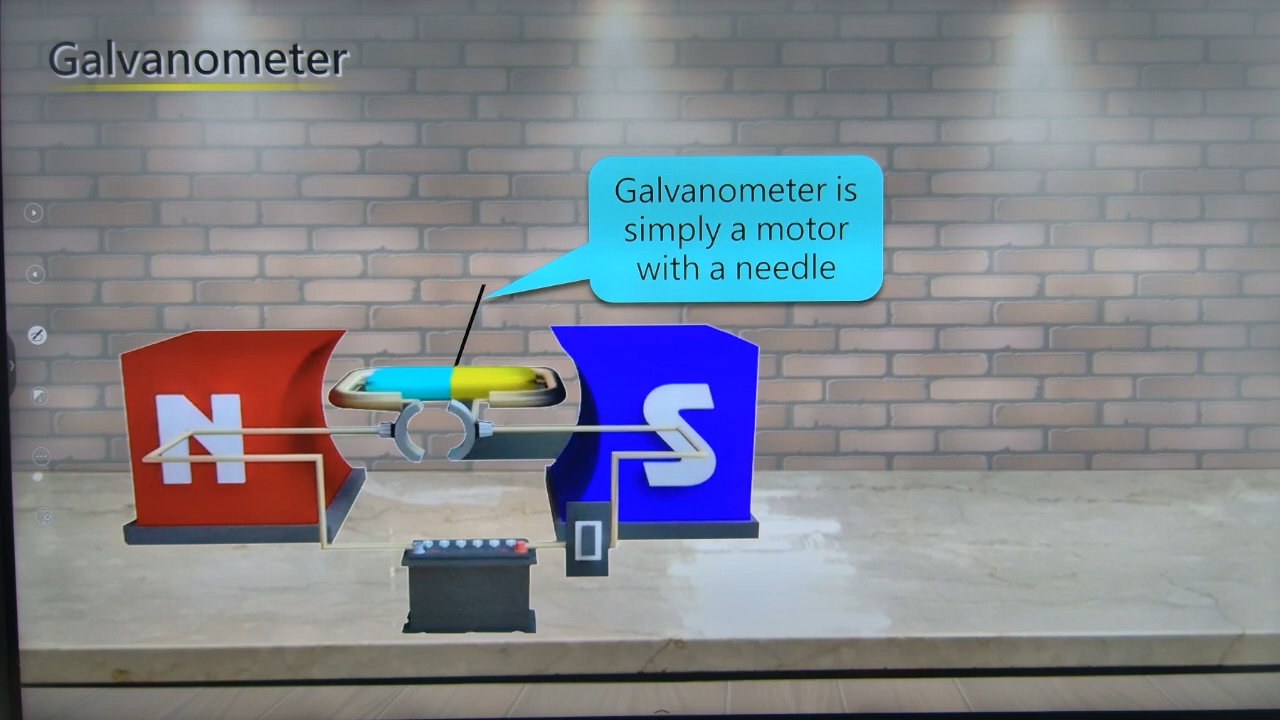 Galvanometer
Galvanometer is
simply a motor
with a needle
N
S